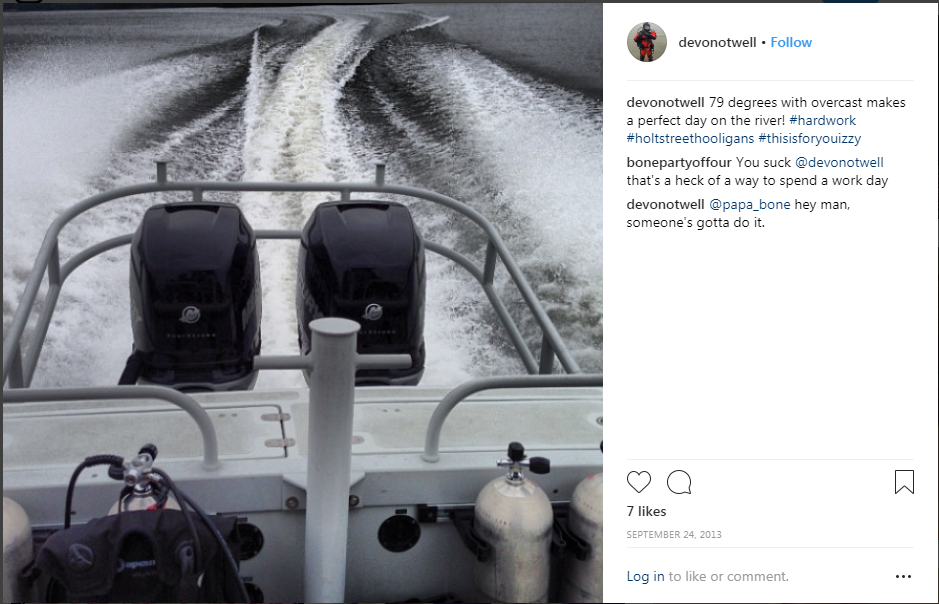 devonotwell • Follow
devonotwell 79 degrees with overcast makes
a perfect day on the river! #hardwork
#holtstreethooligans #thisisforyouizzy
bonepartyoffour You suck @devonotwell
that's a heck of a way to spend a work day
devonotwell @papa_bone hey man,
someone's gotta do it.
7 likes
SEPTEMBER 24, 2013
Log in to like or comment.